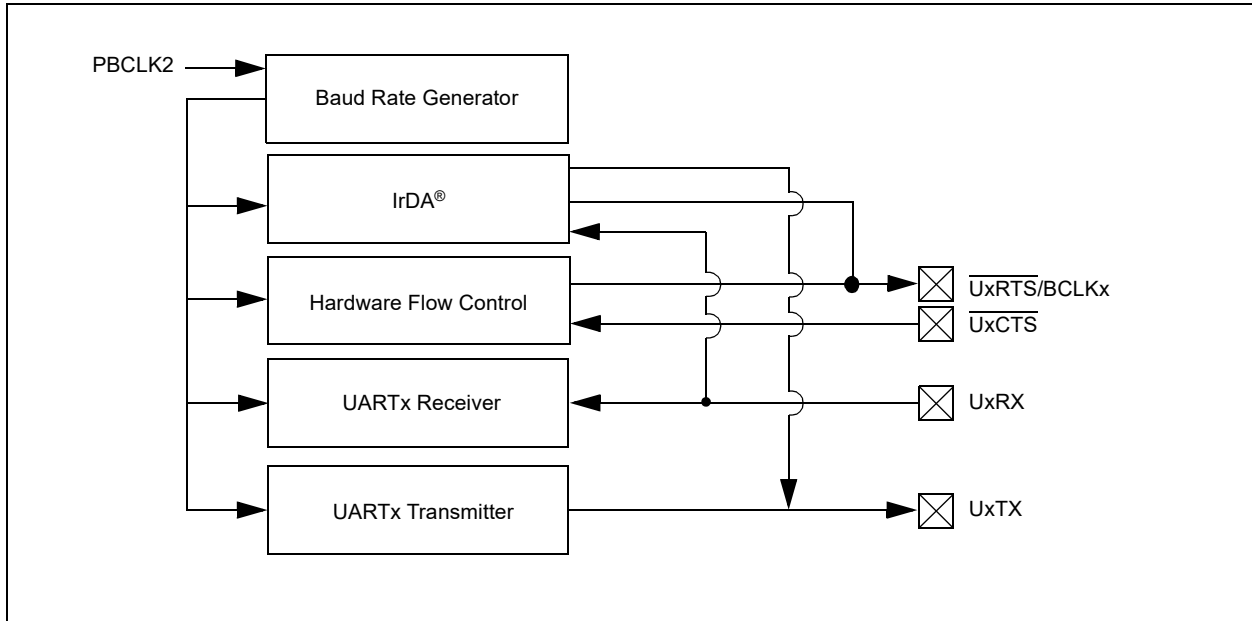 PBCLK2
Baud Rate Generator
IrDA®
Hardware Flow Control
UxRTS/BCLKx
UxCTS
UARTx Receiver
UxRX
UARTx Transmitter
UxTX